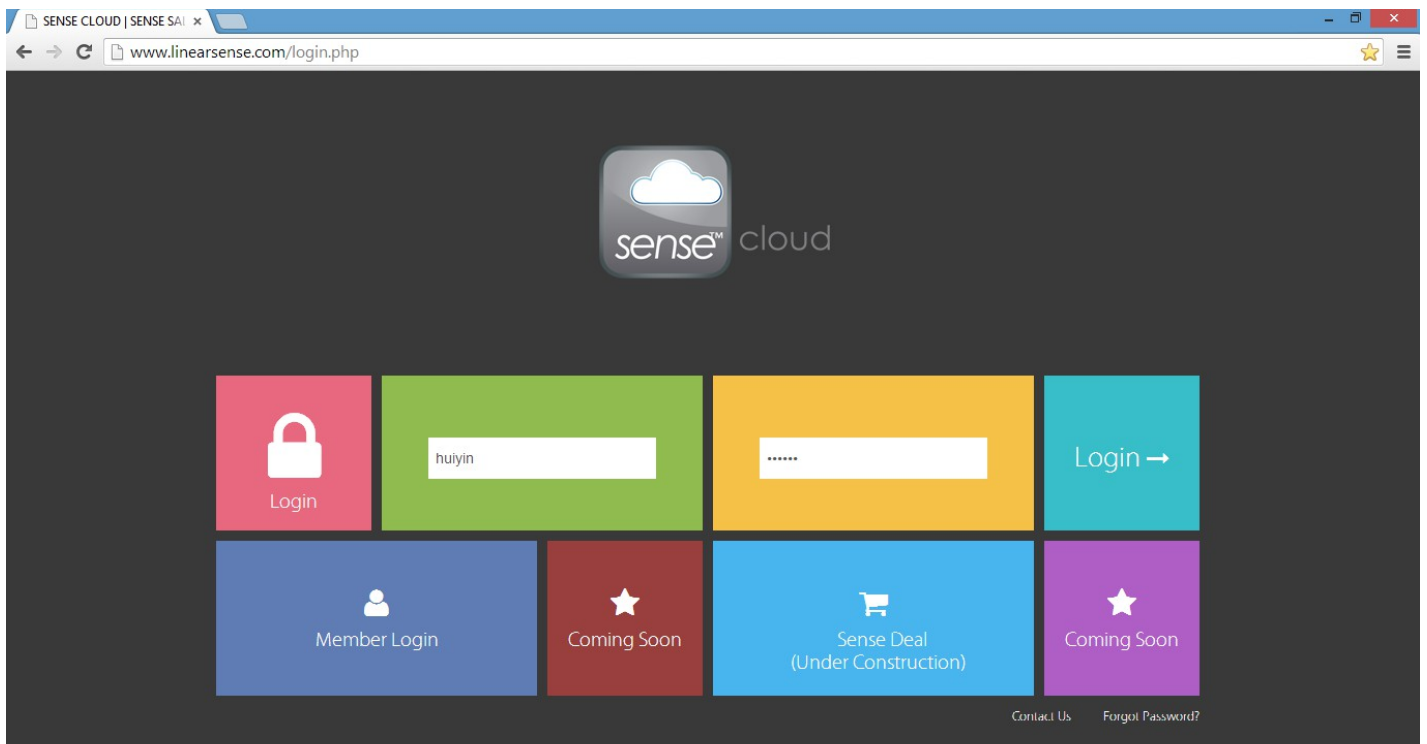 SENSE CLOUD | SENSE SAL
www.linearsense.com/login.php
sense™ cloud
Login
huiyin
••••••
Login →
Member Login
Coming Soon
Sense Deal
(Under Construction)
Coming Soon
Contact Us Forgot Password?